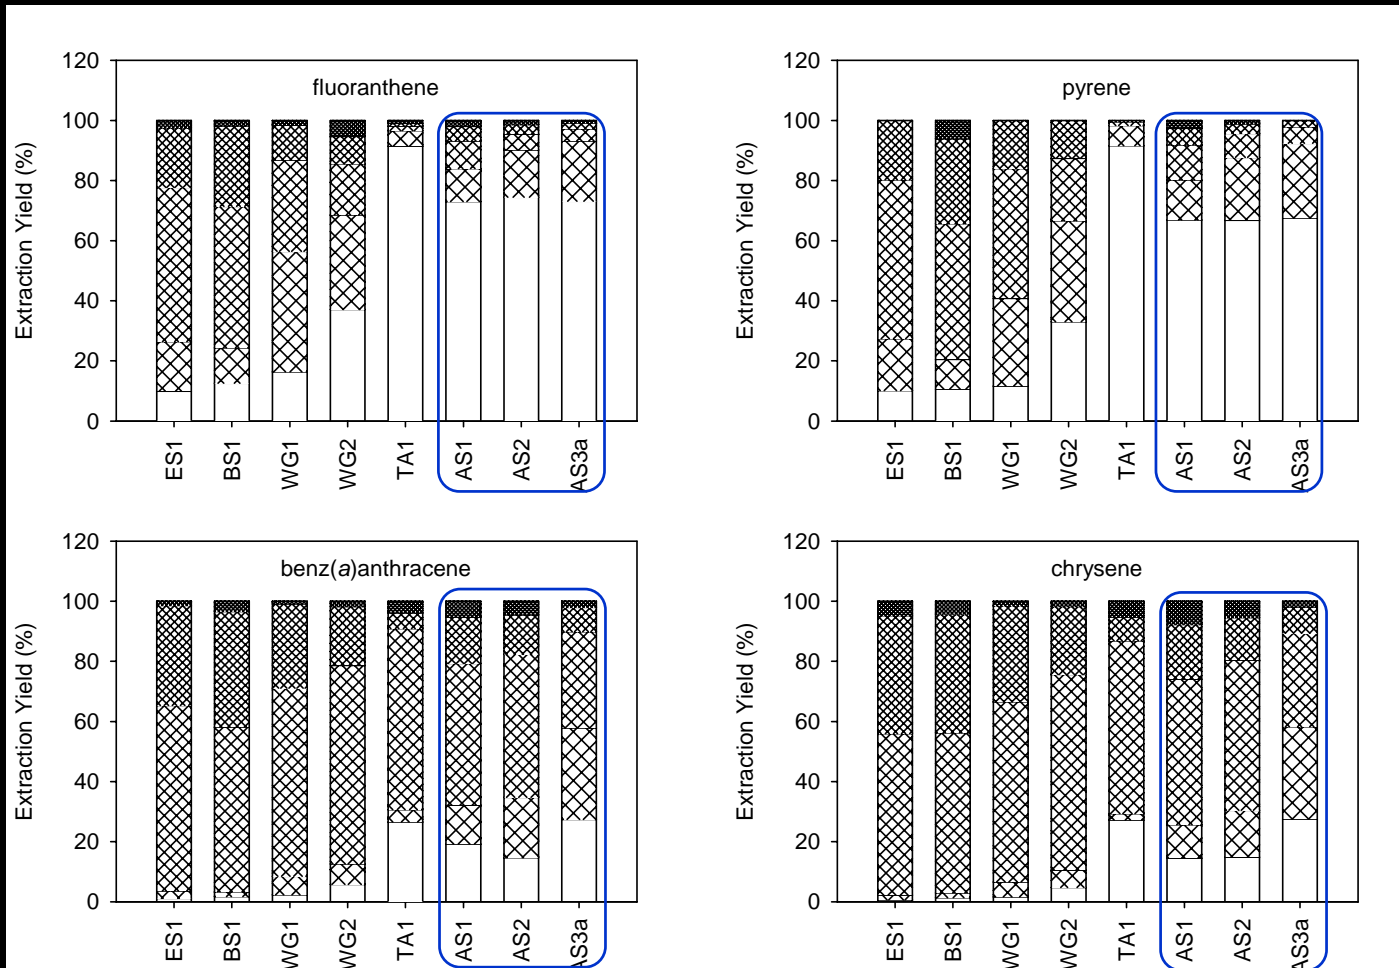 fluoranthene
Extraction Yield (%)
120
100
80
60
40
20
0
ES1
BS1
WG1
WG2
TA1
AS1
AS2
AS3a
pyrene
Extraction Yield (%)
120
100
80
60
40
20
0
ES1
BS1
WG1
WG2
TA1
AS1
AS2
AS3a
benz(a)anthracene
Extraction Yield (%)
120
100
80
60
40
20
0
ES1
BS1
WG1
WG2
TA1
AS1
AS2
AS3a
chrysene
Extraction Yield (%)
120
100
80
60
40
20
0
ES1
BS1
WG1
WG2
TA1
AS1
AS2
AS3a